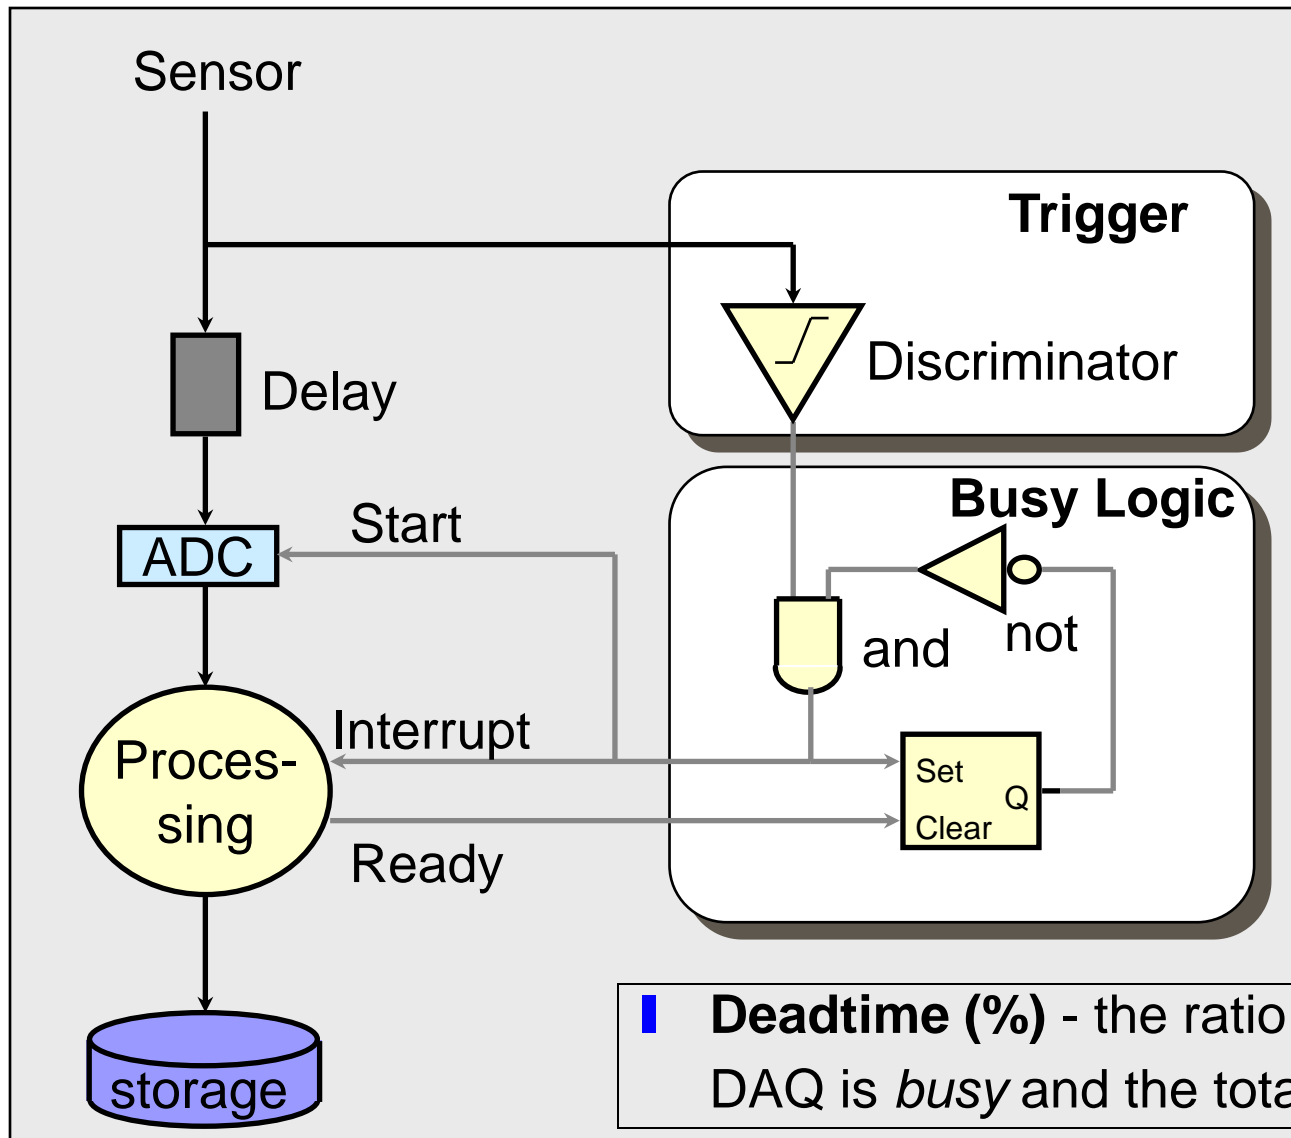 Sensor
Trigger
Discriminator
Delay
Busy Logic
Start
ADC
not
and
Interrupt
Proces-
sing
Set
Q
Clear
Ready
Deadtime (%) - the ratio
DAQ is busy and the tota
storage